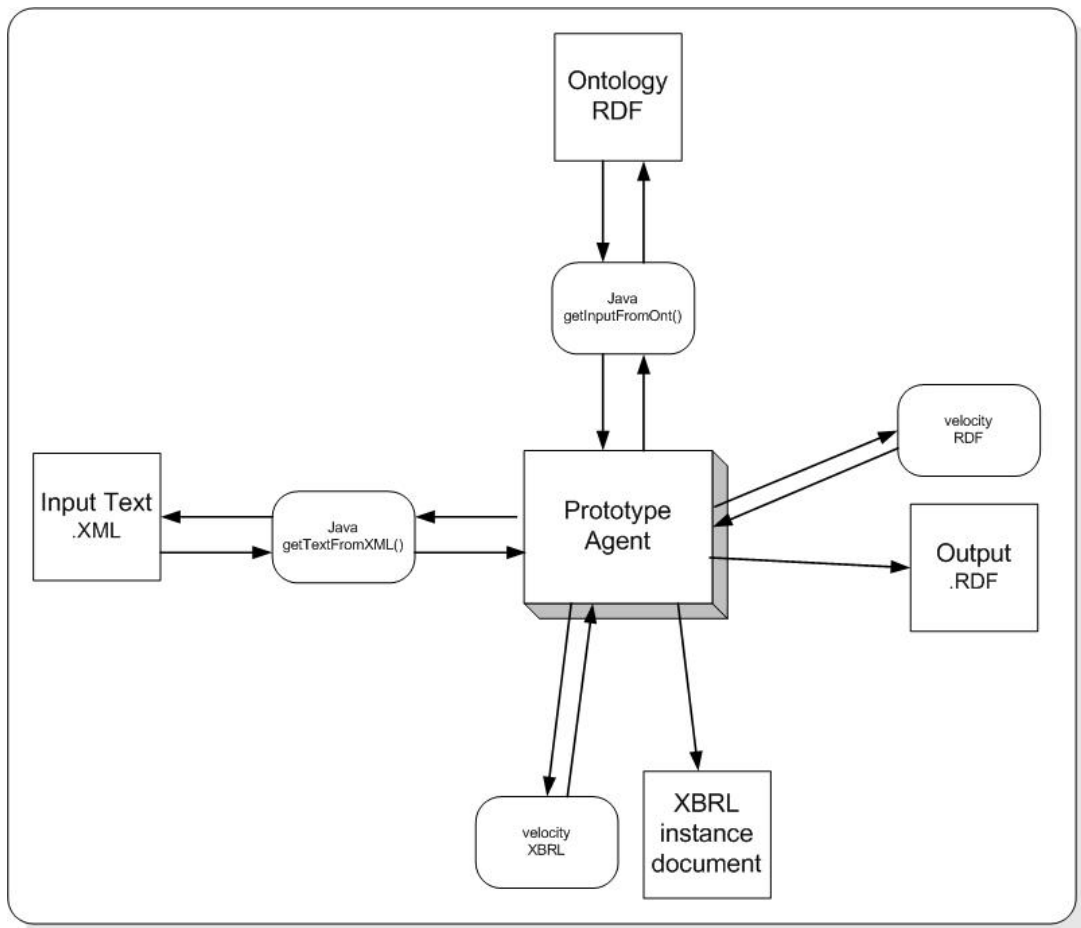 Ontology
RDF
Java
getInputFromOnt()
velocity
RDF
Input Text
.XML
Java
getTextFromXML()
Prototype
Agent
Output
.RDF
velocity
XBRL
XBRL
instance
document